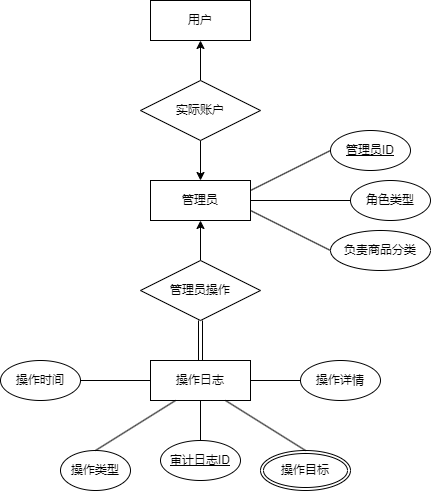 用户
实际账户
管理员ID
管理员
角色类型
负责商品分类
管理员操作
操作时间
操作日志
操作详情
操作类型
审计日志ID
操作目标